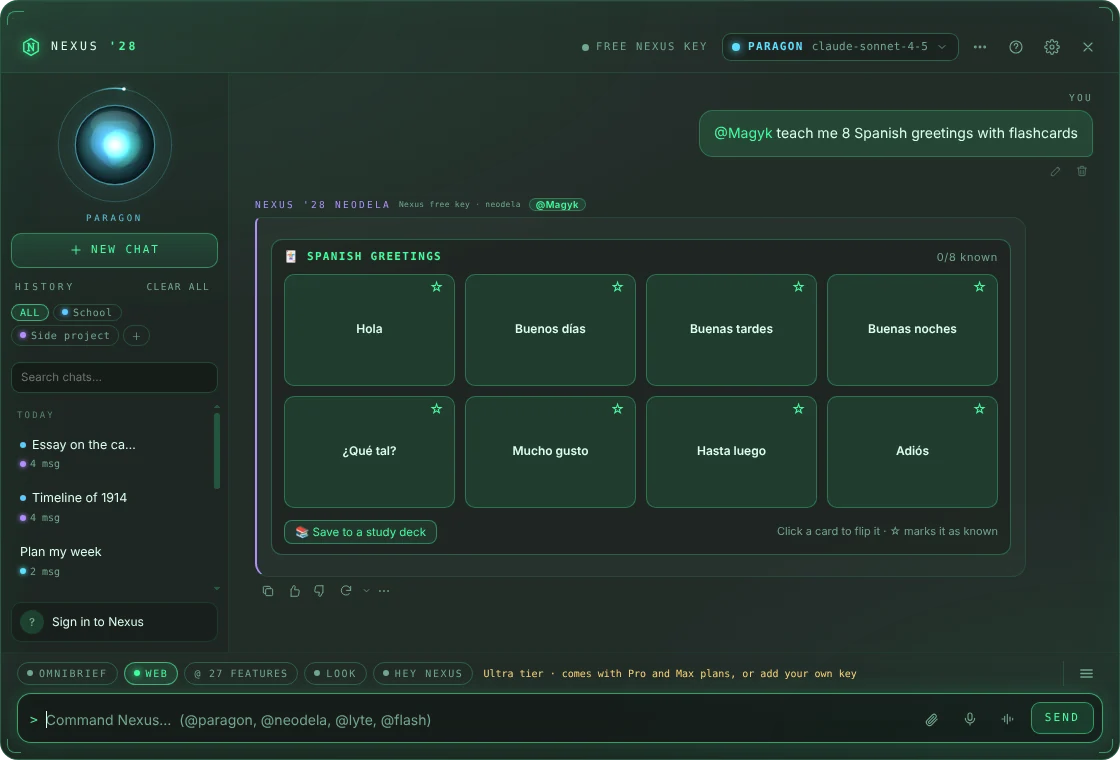 NEXUS '28
FREE NEXUS KEY
PARAGON claude-sonnet-4-5
YOU
@Magyk teach me 8 Spanish greetings with flashcards
PARAGON
+ NEW CHAT
HISTORY
CLEAR ALL
ALL
School
Side project
+
Search chats...
TODAY
Essay on the ca...
4 msg
Timeline of 1914
4 msg
Plan my week
2 msg
? Sign in to Nexus
NEXUS '28 NEODELA Nexus free key · neodela @Magyk
SPANISH GREETINGS
0/8 known
Hola
Buenos días
Buenas tardes
Buenas noches
¿Qué tal?
Mucho gusto
Hasta luego
Adiós
Save to a study deck
Click a card to flip it · ☆ marks it as known
OMNIBRIEF
WEB
@ 27 FEATURES
LOOK
HEY NEXUS
Ultra tier · comes with Pro and Max plans, or add your own key
> Command Nexus... (@paragon, @neodela, @lyte, @flash)
SEND